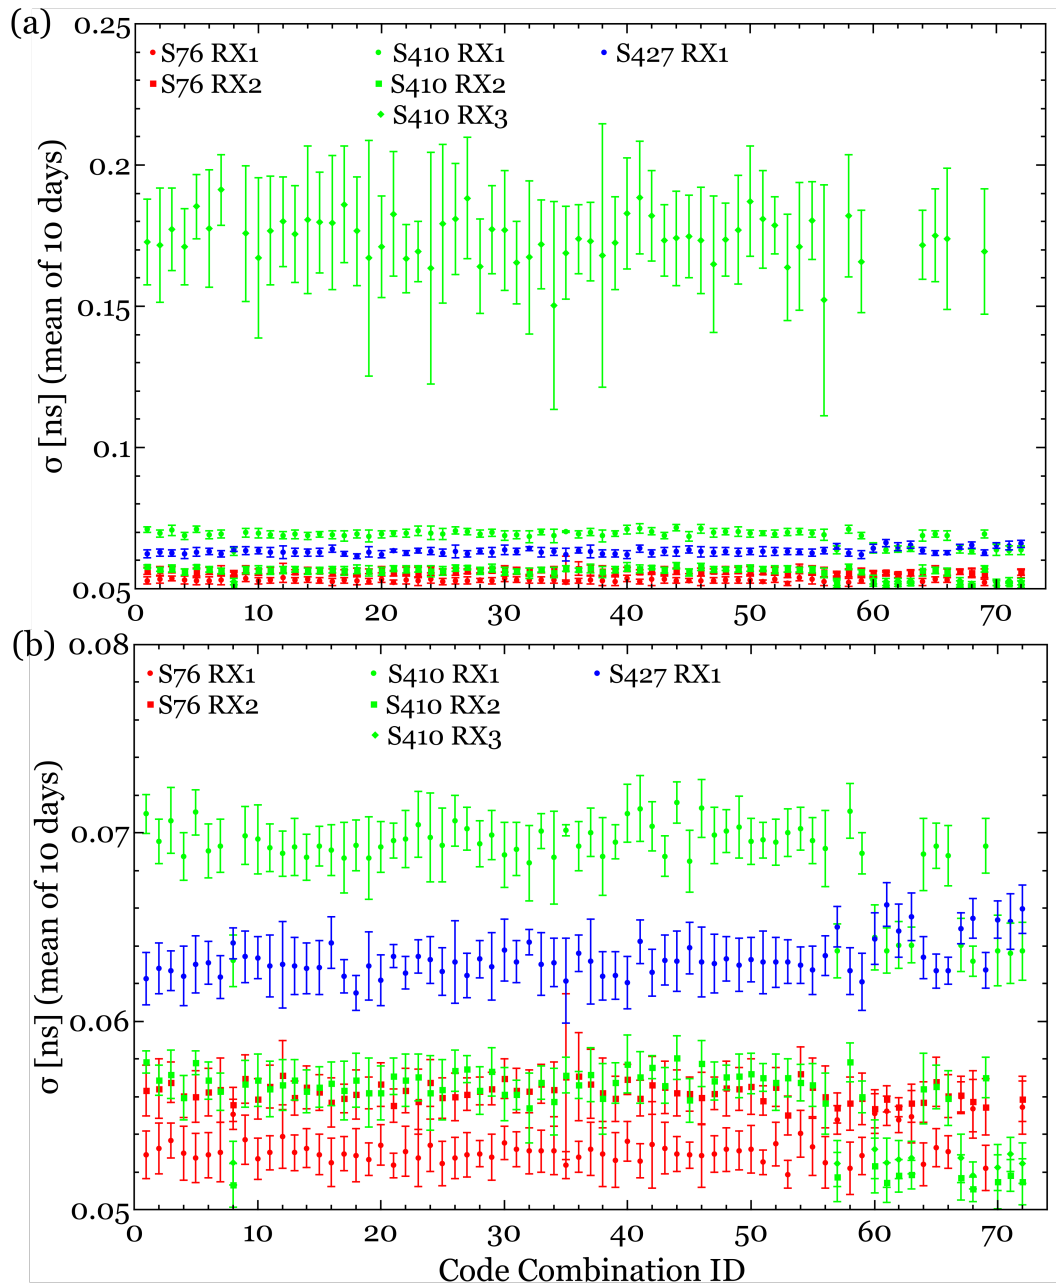 (a)
0.25
S76 RX1 S410 RX1 S427 RX1
S76 RX2 S410 RX2
S410 RX3
0.2
0.15
0.1
0.05
σ [ns] (mean of 10 days)
0 10 20 30 40 50 60 70
(b)
0.08
S76 RX1 S410 RX1 S427 RX1
S76 RX2 S410 RX2
S410 RX3
0.07
0.06
0.05
σ [ns] (mean of 10 days)
0 10 20 30 40 50 60 70
Code Combination ID